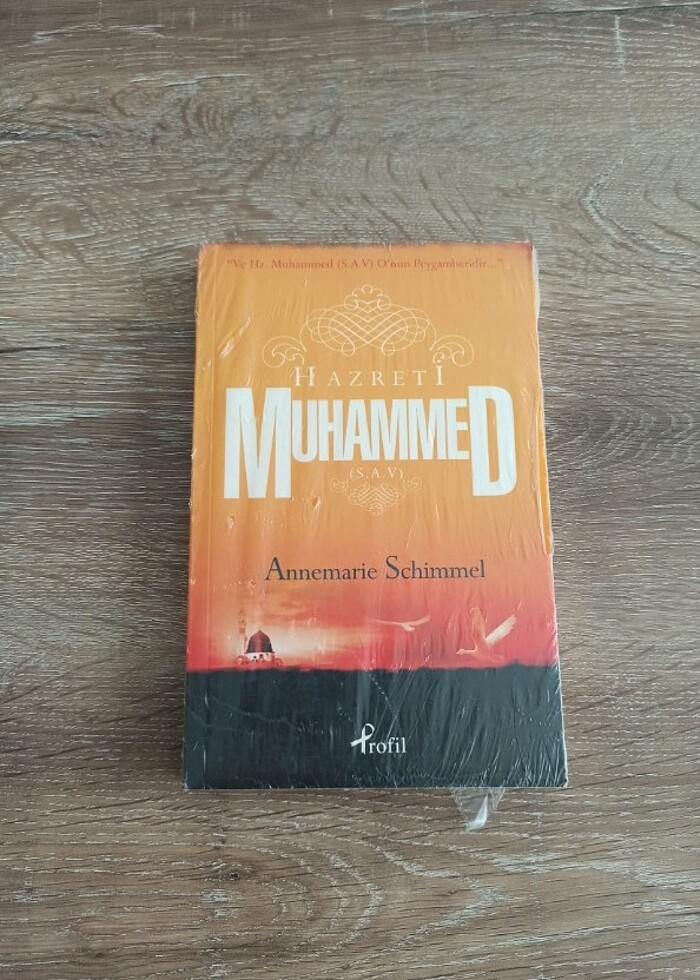 "Ve Hz. Muhammed (S.A.V) O'nun Peygamberidir..."
HAZRETİ
MUHAMMED
(S.A.V)
Annemarie Schimmel
Profil